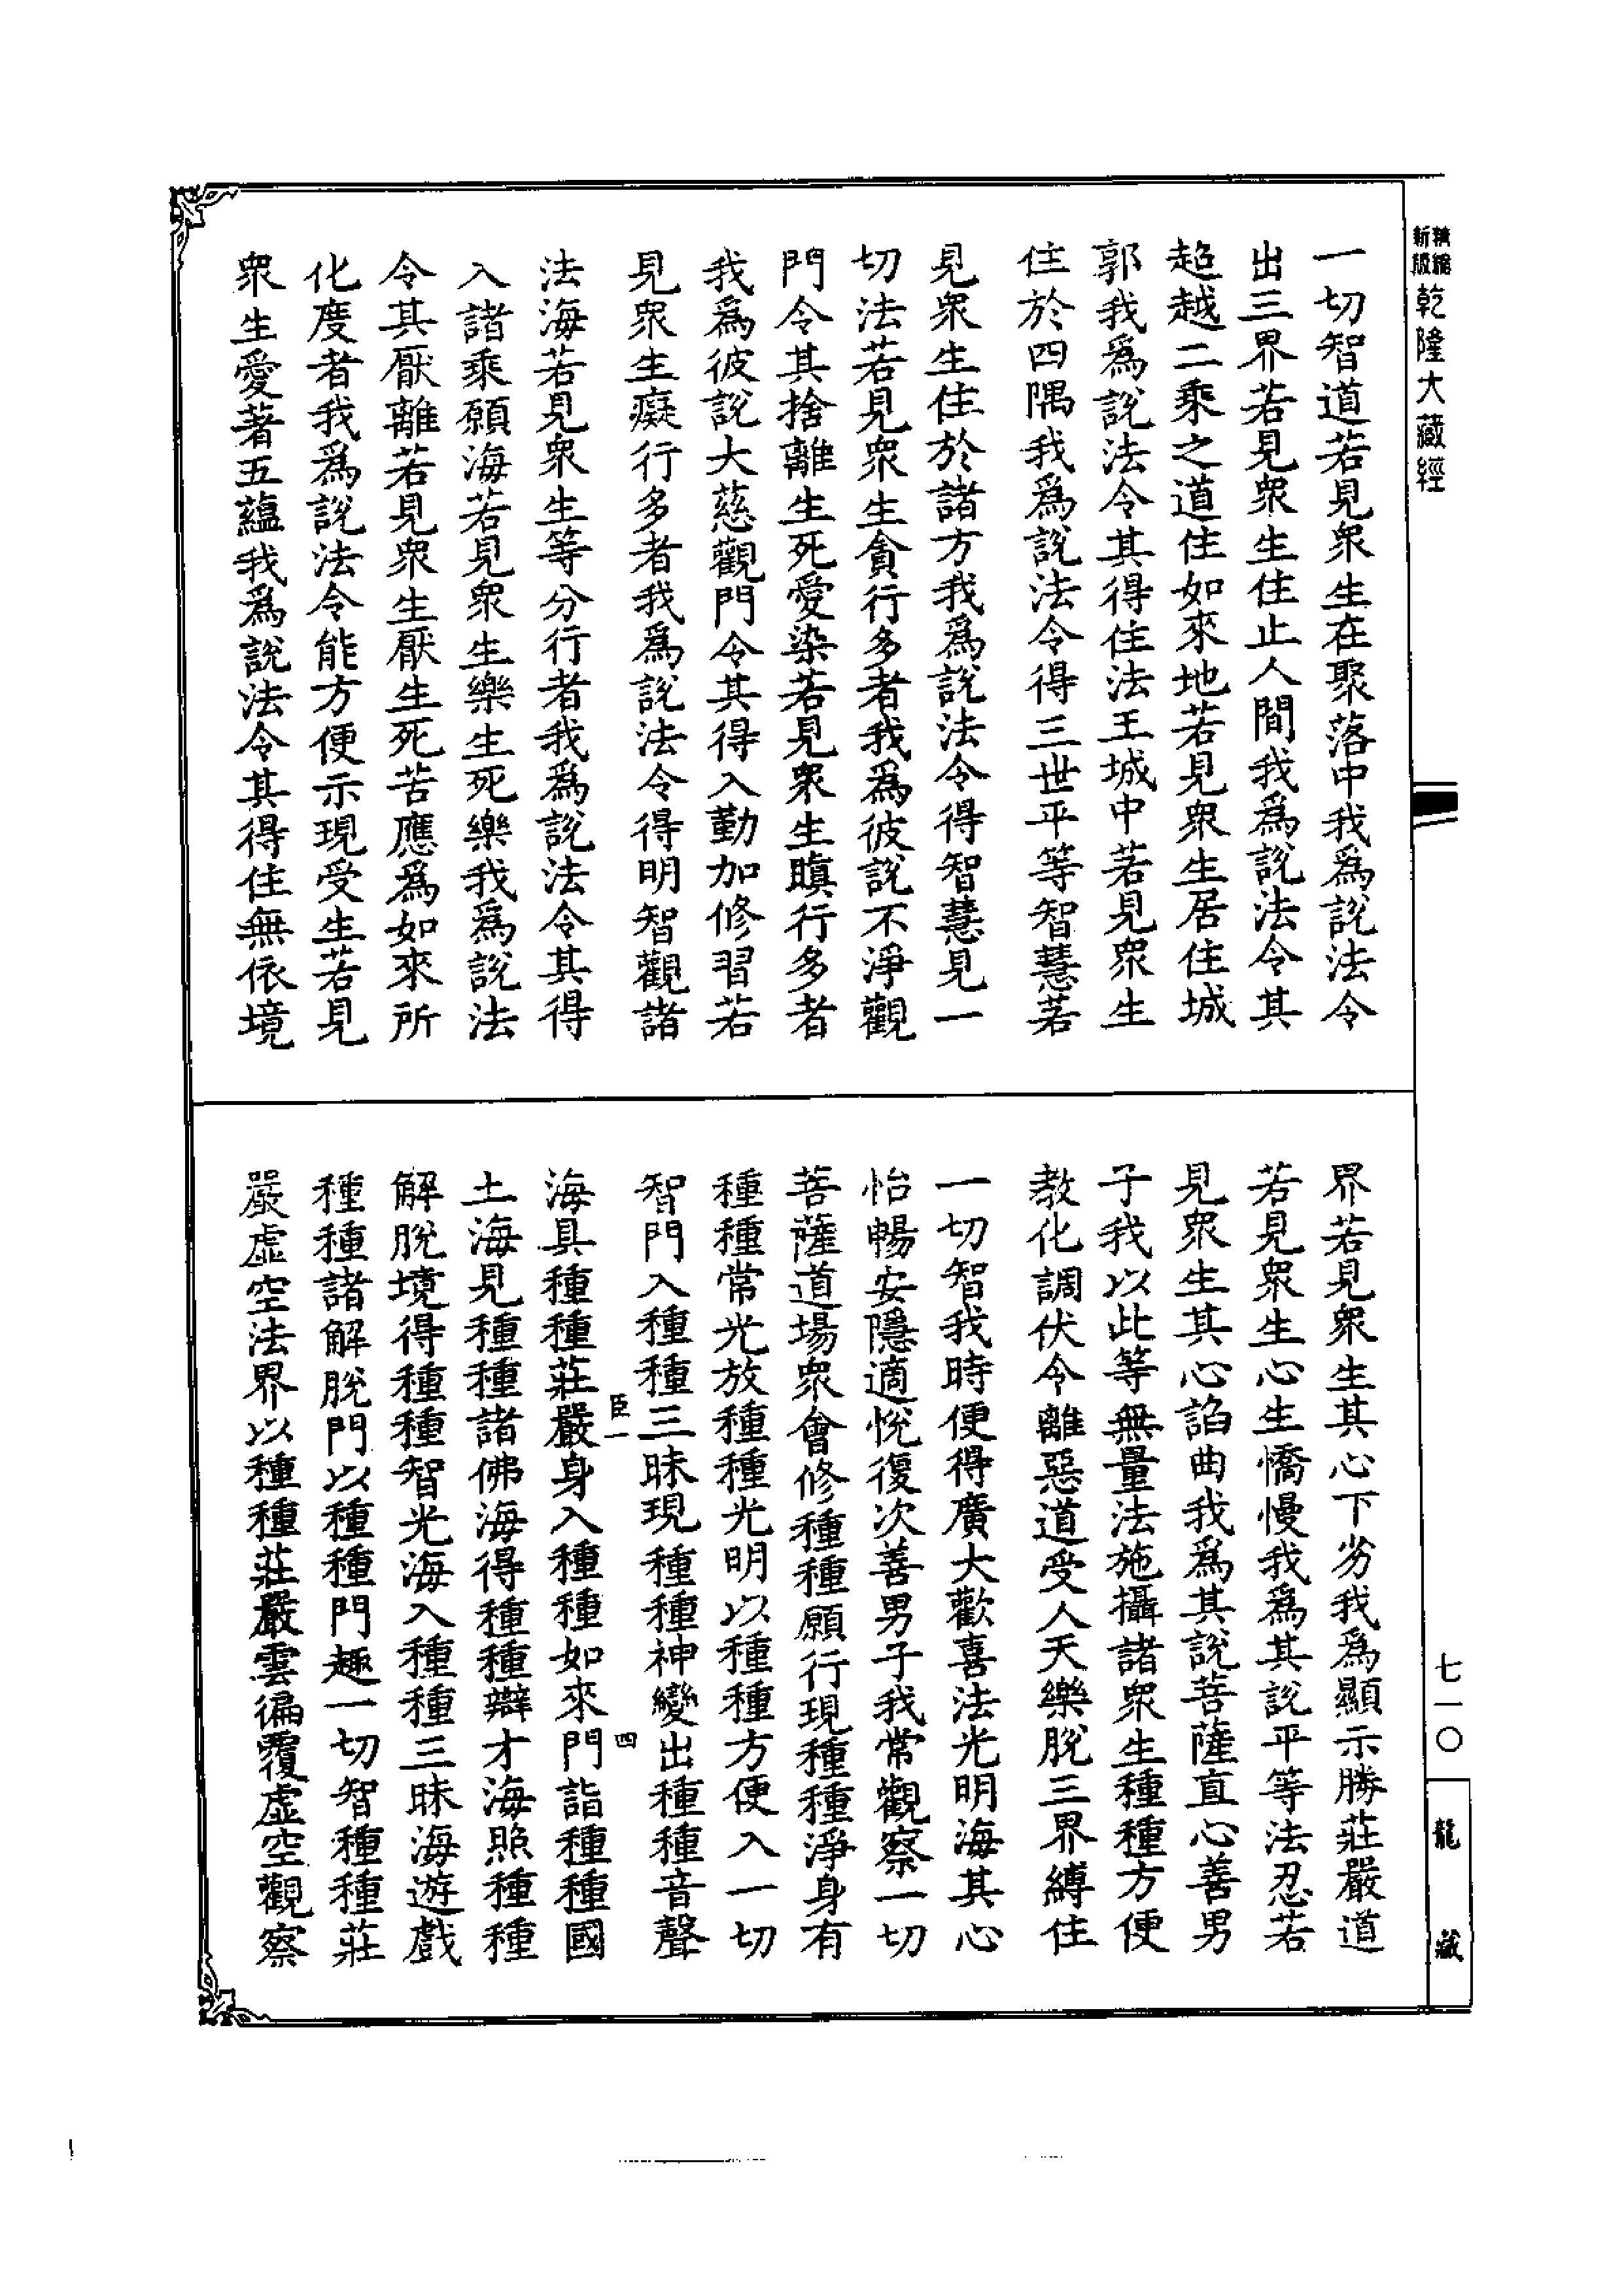 精縮
新版
乾隆大藏經
一切智道若見衆生在聚落中我爲說法令
出三界若見衆生住止人間我爲說法令其
超越二乘之道住如來地若見衆生居住城
郭我爲說法令其得住法王城中若見衆生
住於四隅我爲說法令得三世平等智慧若
見衆生住於諸方我爲說法令得智慧見一
切法若見衆生貪行多者我爲彼說不淨觀
門令其捨離生死愛染若見衆生瞋行多者
我爲彼說大慈觀門令其得入勤加修習若
見衆生癡行多者我爲說法令得明智觀諸
法海若見衆生等分行者我爲說法令其得
入諸乘願海若見衆生樂生死樂我爲說法
令其厭離若見衆生厭生死苦應爲如來所
化度者我爲說法令能方便示現受生若見
衆生愛著五蘊我爲說法令其得住無依境
界若見衆生其心下劣我爲顯示勝莊嚴道
若見衆生心生憍慢我爲其說平等法忍若
見衆生其心諂曲我爲其說菩薩直心善男
子我以此等無量法施攝諸衆生種種方便
教化調伏令離惡道受人天樂脫三界縛住
一切智我時便得廣大歡喜法光明海其心
怡暢安隱適悅復次善男子我常觀察一切
菩薩道場衆會修種種願行現種種淨身有
種種常光放種種光明以種種方便入一切
智門入種種三昧現種種神變出種種音聲
臣一
四
海具種種莊嚴身入種種如來門詣種種國
土海見種種諸佛海得種種辯才海照種種
解脫境得種種智光海入種種三昧海遊戲
種種諸解脫門以種種門趣一切智種種莊
嚴虛空法界以種種莊嚴雲徧覆虛空觀察
七一〇
龍藏